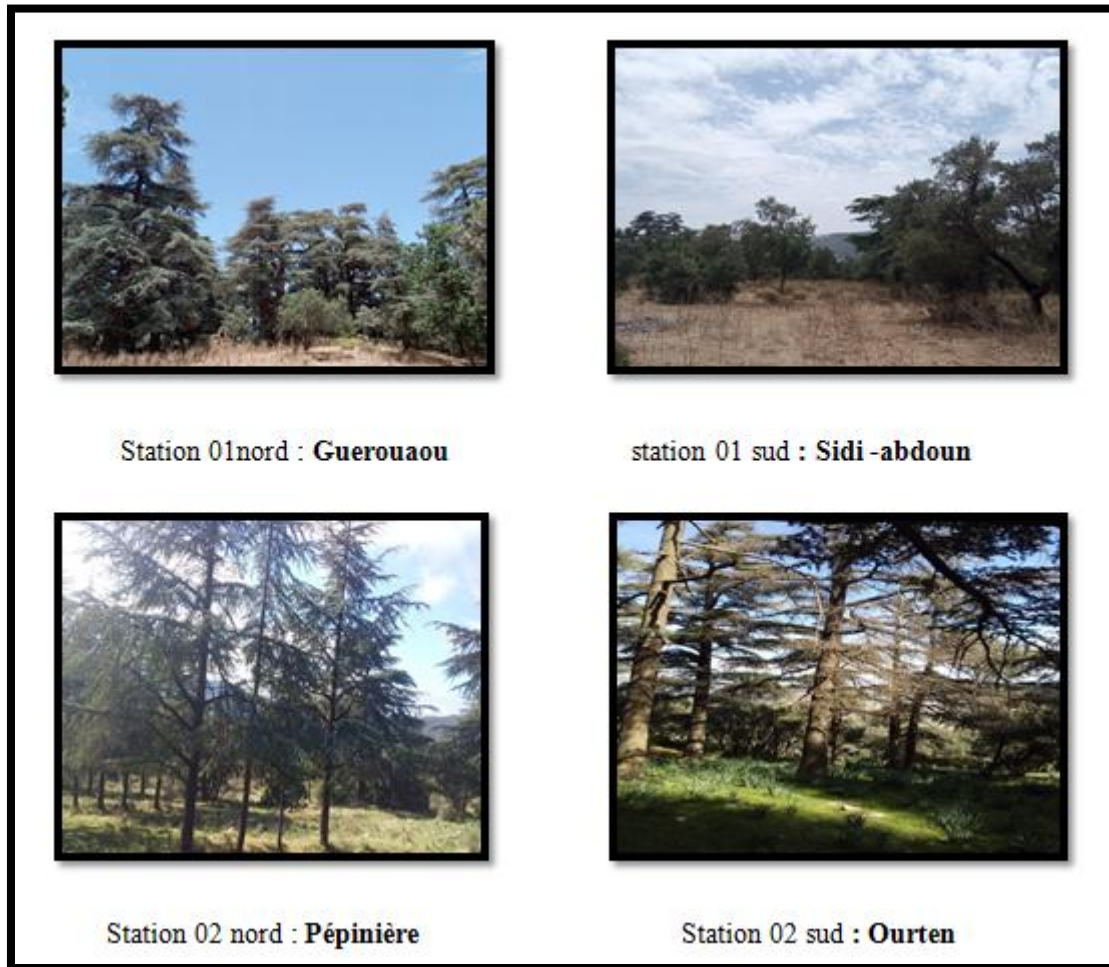 Station 01nord : Guerouaou
station 01 sud : Sidi -abdoun
Station 02 nord : Pépinière
Station 02 sud : Ourten